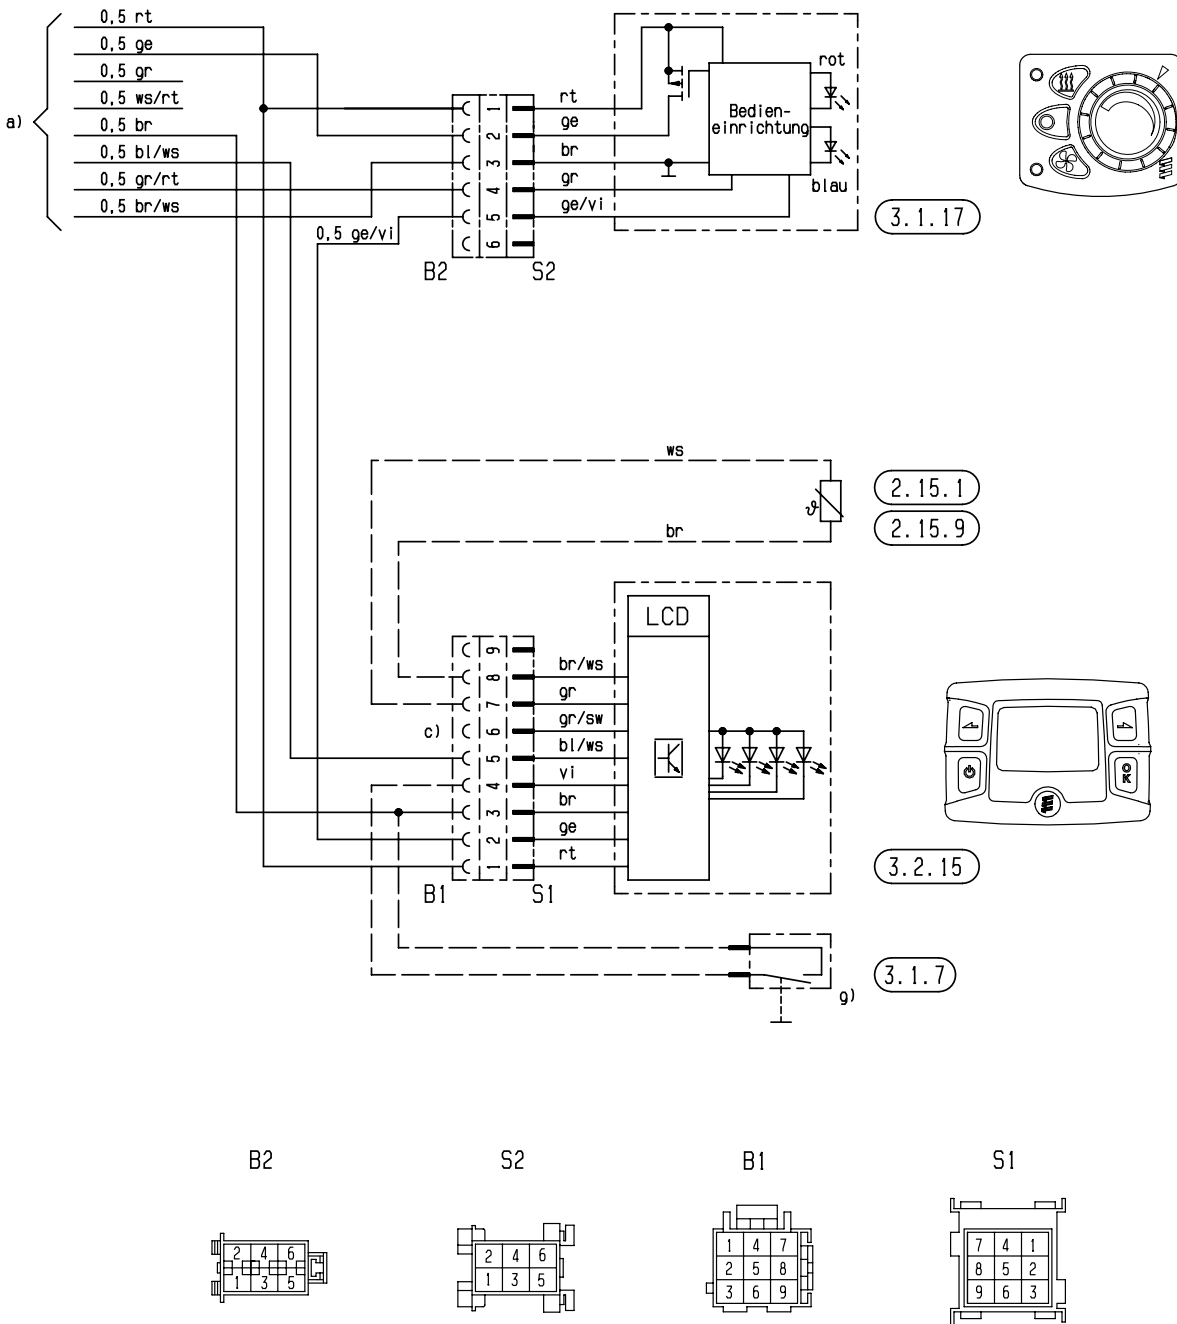 0,5 rt
0,5 ge
0,5 gr
0,5 ws/rt
0,5 br
0,5 bl/ws
0,5 gr/rt
0,5 br/ws
a)
0,5 ge/vi
1
2
3
4
5
6
B2
S2
rt
ge
br
gr
ge/vi
Bedien-
einrichtung
rot
blau
3.1.17
ws
br
ϑ
2.15.1
2.15.9
LCD
9
8
7
6
5
4
3
2
1
c)
br/ws
gr
gr/sw
bl/ws
vi
br
ge
rt
B1
S1
OK
3.2.15
3.1.7
g)
B2
S2
B1
S1
2 4 6
1 3 5
2 4 6
1 3 5
1 4 7
2 5 8
3 6 9
7 4 1
8 5 2
9 6 3